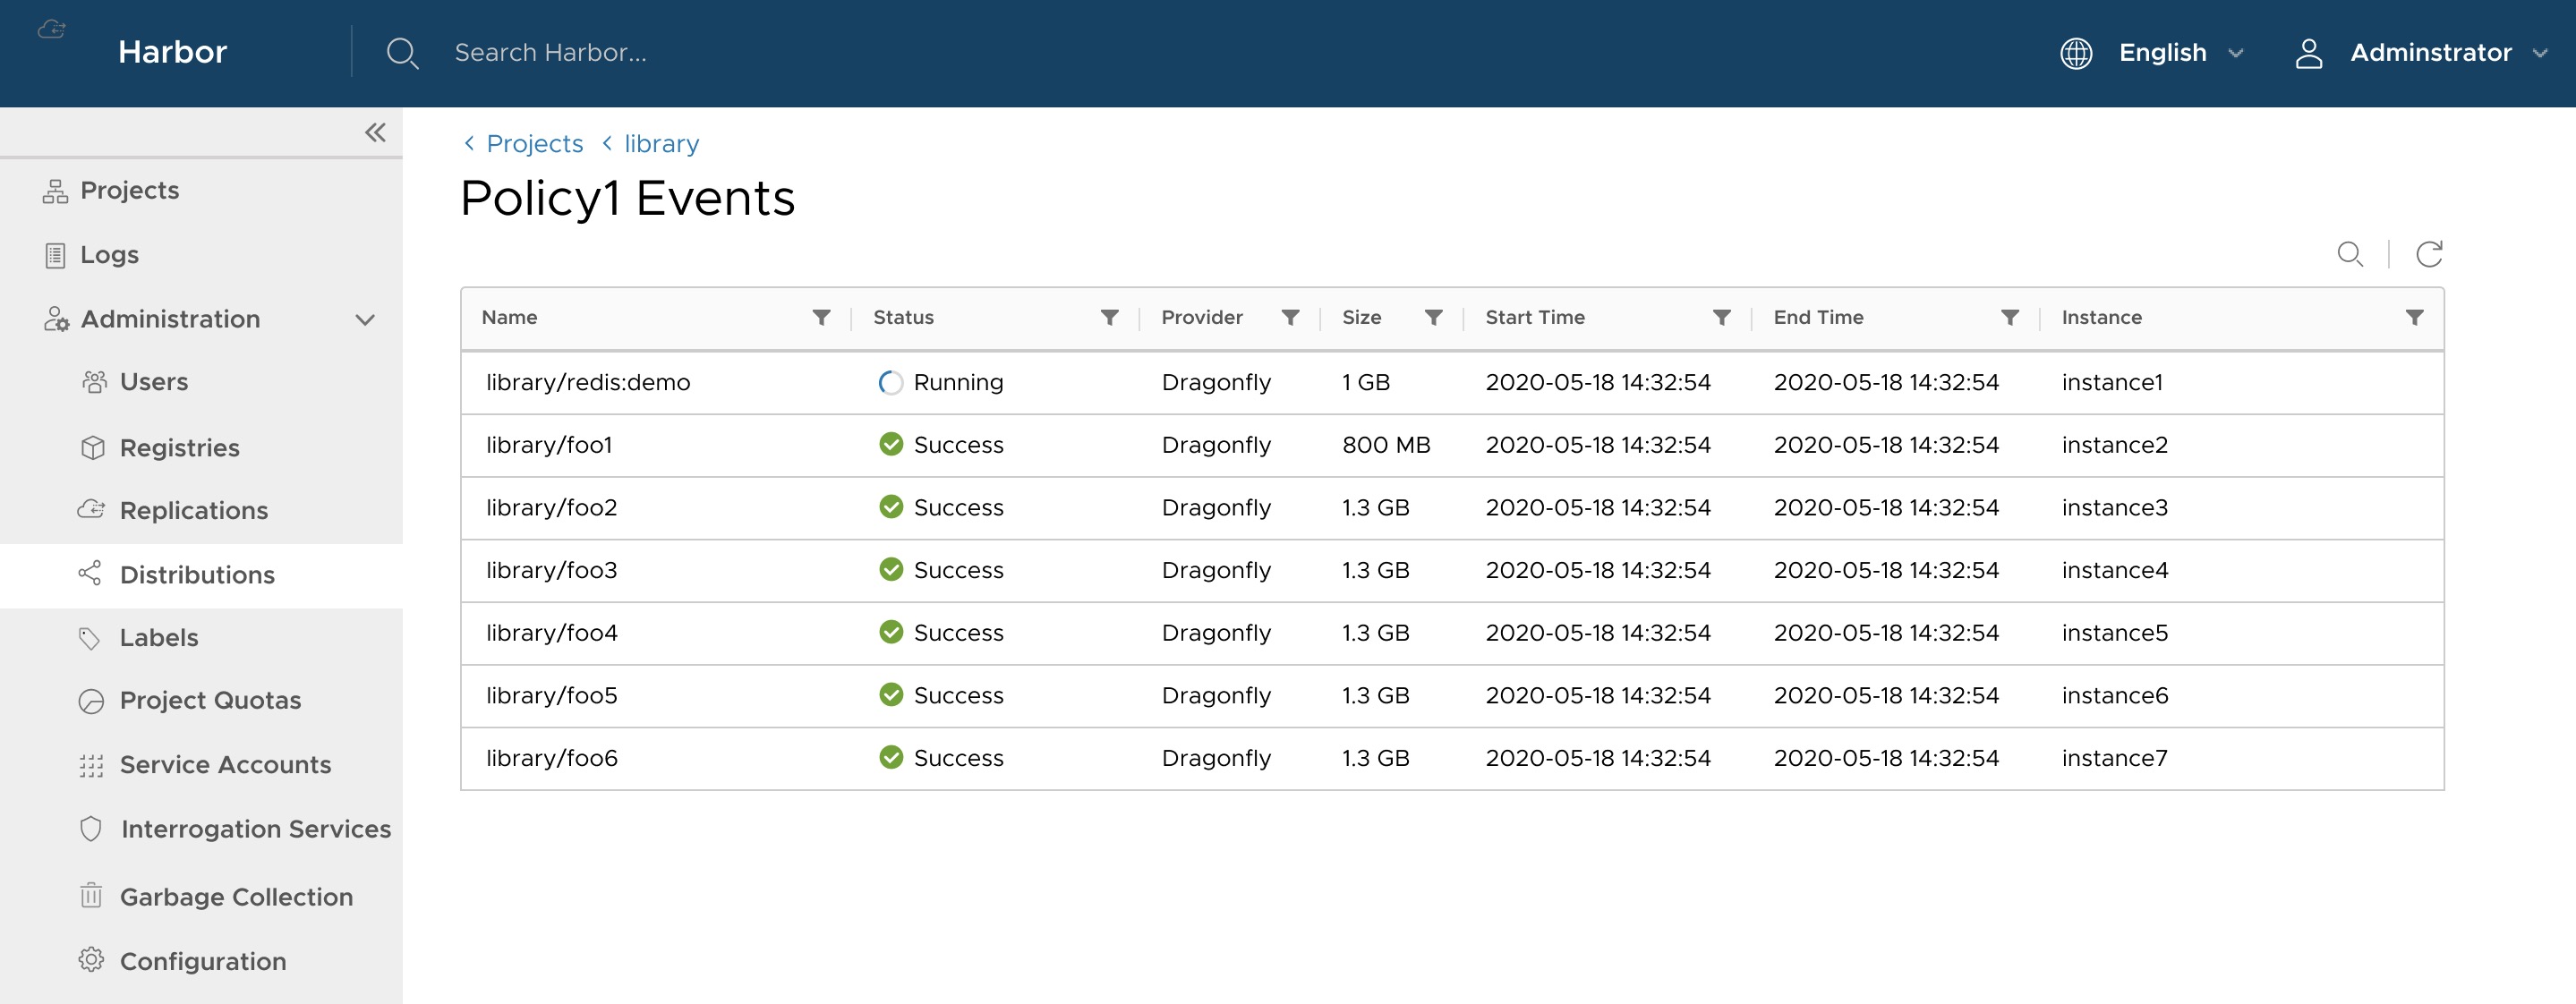 Harbor
Search Harbor...
English
Adminstrator
Projects
Logs
Administration
Users
Registries
Replications
Distributions
Labels
Project Quotas
Service Accounts
Interrogation Services
Garbage Collection
Configuration
Projects library
Policy1 Events
Name Status Provider Size Start Time End Time Instance
library/redis:demo Running Dragonfly 1 GB 2020-05-18 14:32:54 2020-05-18 14:32:54 instance1
library/foo1 Success Dragonfly 800 MB 2020-05-18 14:32:54 2020-05-18 14:32:54 instance2
library/foo2 Success Dragonfly 1.3 GB 2020-05-18 14:32:54 2020-05-18 14:32:54 instance3
library/foo3 Success Dragonfly 1.3 GB 2020-05-18 14:32:54 2020-05-18 14:32:54 instance4
library/foo4 Success Dragonfly 1.3 GB 2020-05-18 14:32:54 2020-05-18 14:32:54 instance5
library/foo5 Success Dragonfly 1.3 GB 2020-05-18 14:32:54 2020-05-18 14:32:54 instance6
library/foo6 Success Dragonfly 1.3 GB 2020-05-18 14:32:54 2020-05-18 14:32:54 instance7